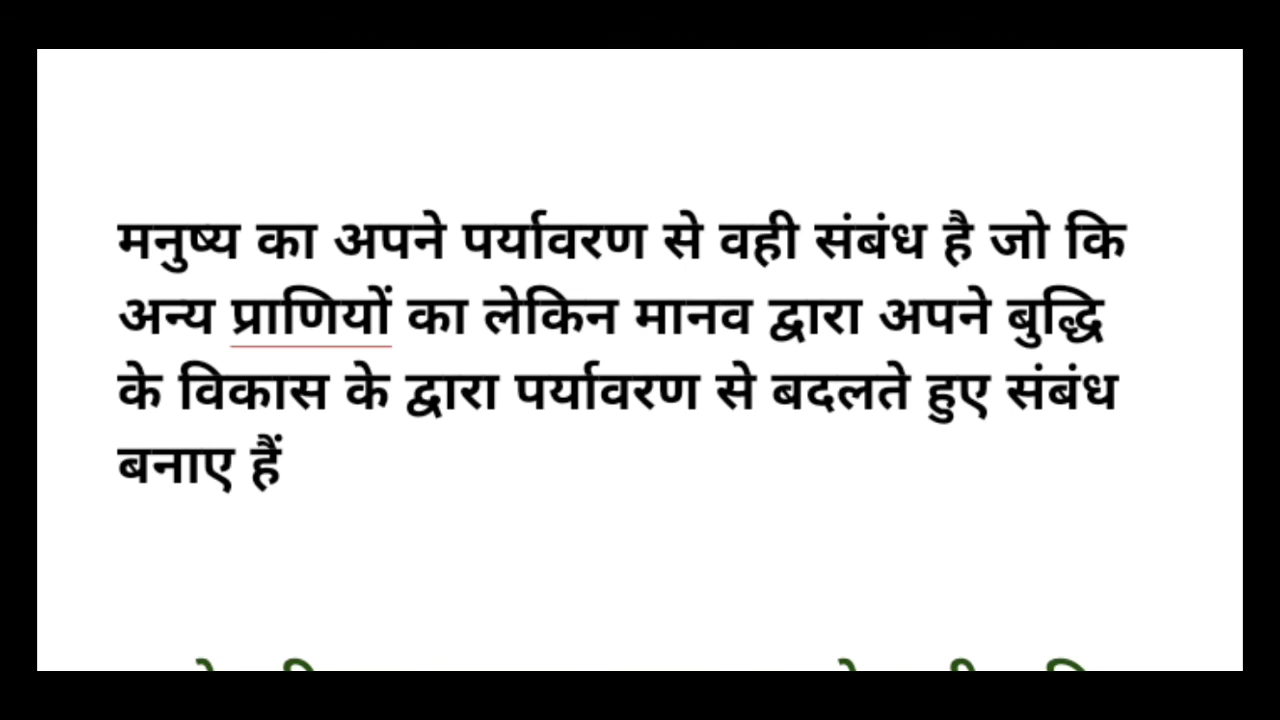 मनुष्य का अपने पर्यावरण से वही संबंध है जो कि
अन्य प्राणियों का लेकिन मानव द्वारा अपने बुद्धि
के विकास के द्वारा पर्यावरण से बदलते हुए संबंध
बनाए हैं